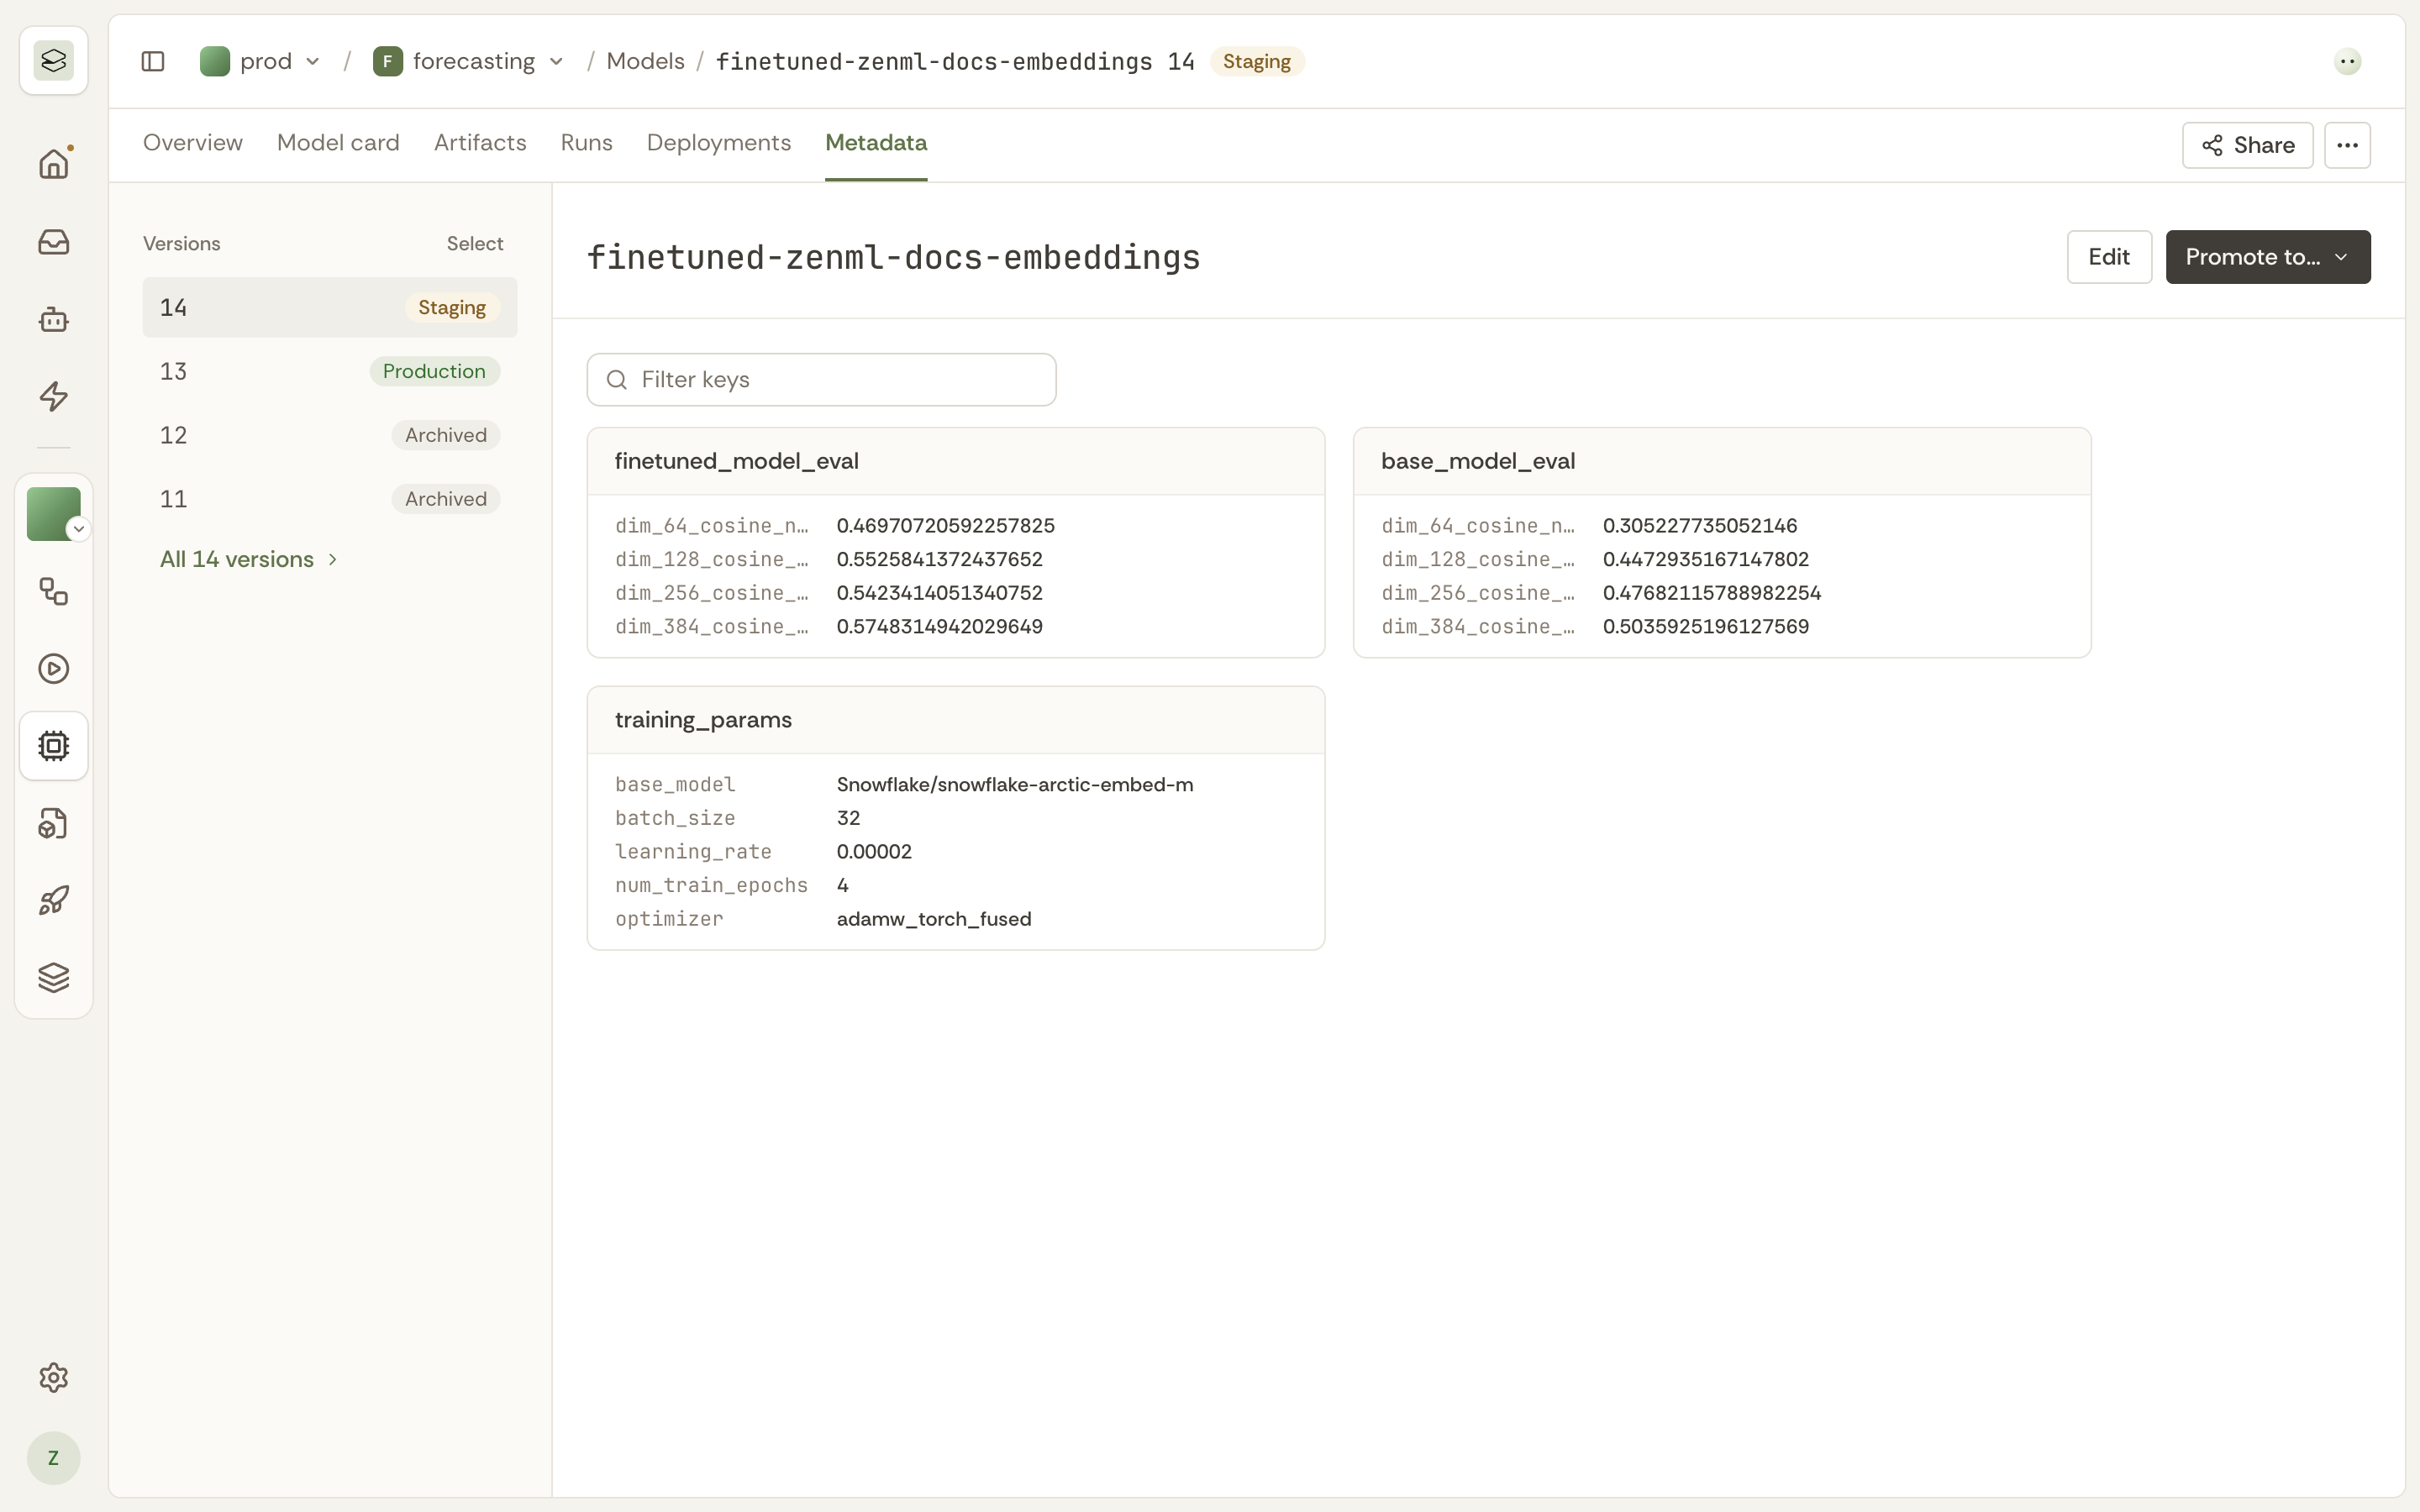 prod / F forecasting / Models / finetuned-zenml-docs-embeddings 14 Staging
Overview Model card Artifacts Runs Deployments Metadata Share
Versions Select
14 Staging
13 Production
12 Archived
11 Archived
All 14 versions
finetuned-zenml-docs-embeddings Edit Promote to...
Filter keys
finetuned_model_eval
dim_64_cosine_n… 0.46970720592257825
dim_128_cosine_… 0.5525841372437652
dim_256_cosine_… 0.5423414051340752
dim_384_cosine_… 0.5748314942029649
base_model_eval
dim_64_cosine_n… 0.305227735052146
dim_128_cosine_… 0.4472935167147802
dim_256_cosine_… 0.47682115788982254
dim_384_cosine_… 0.5035925196127569
training_params
base_model Snowflake/snowflake-arctic-embed-m
batch_size 32
learning_rate 0.00002
num_train_epochs 4
optimizer adamw_torch_fused
Z